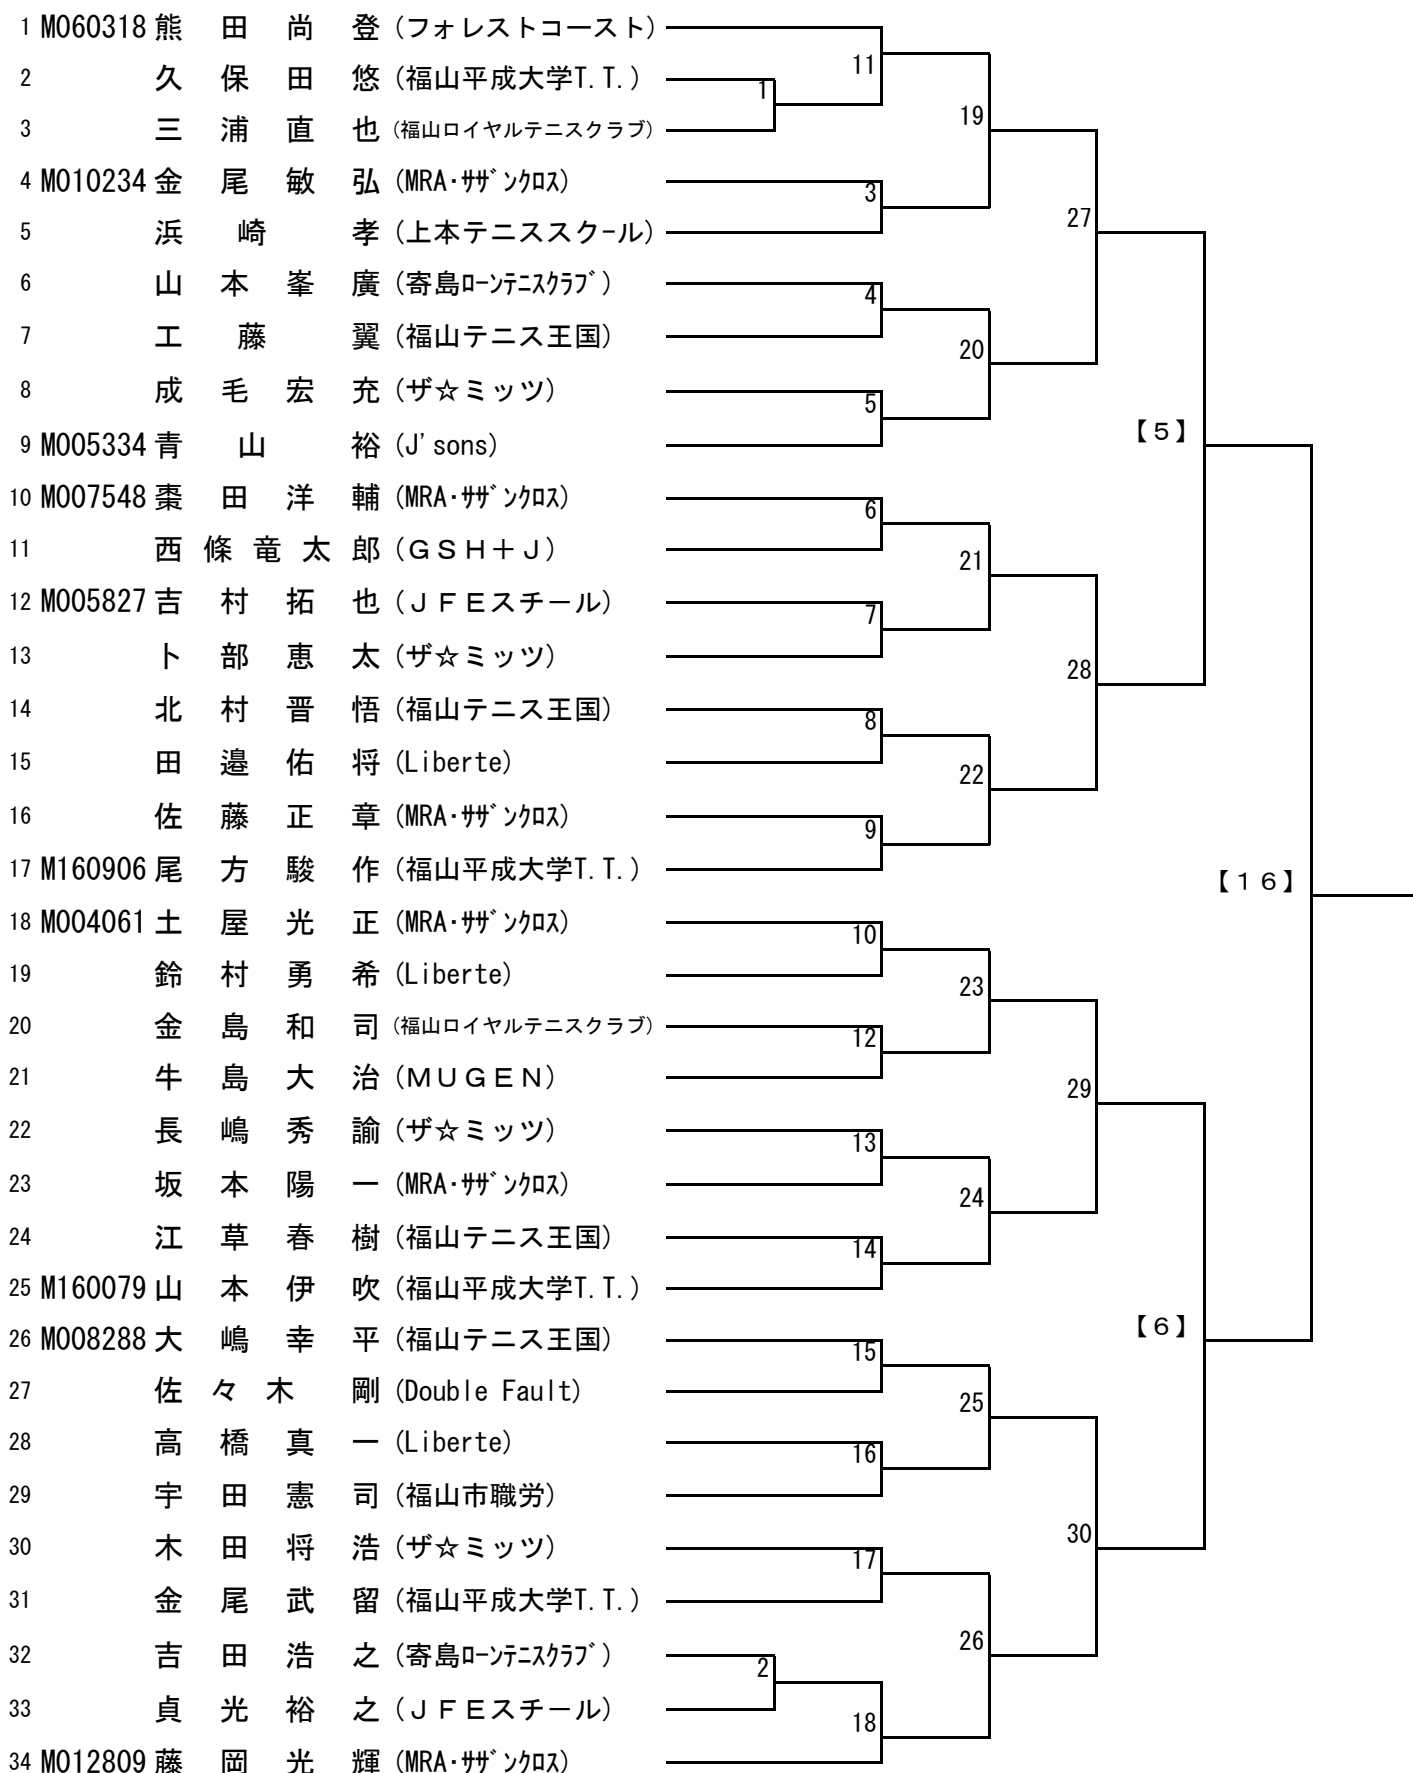 1 M060318 熊 田 尚 登 (フォレストコースト)
2 久 保 田 悠 (福山平成大学T.T.)
3 三 浦 直 也 (福山ロイヤルテニスクラブ)
4 M010234 金 尾 敏 弘 (MRA・ｻｻﾞﾝｸﾛｽ)
5 浜 崎 孝 (上本テニススクール)
6 山 本 峯 廣 (寄島ﾛｰﾝﾃﾆｽｸﾗﾌﾞ)
7 工 藤 翼 (福山テニス王国)
8 成 毛 宏 充 (ザ☆ミッツ)
9 M005334 青 山 裕 (J'sons)
10 M007548 棗 田 洋 輔 (MRA・ｻｻﾞﾝｸﾛｽ)
11 西 條 竜 太 郎 (ＧＳＨ＋Ｊ)
12 M005827 吉 村 拓 也 (ＪＦＥスチール)
13 卜 部 恵 太 (ザ☆ミッツ)
14 北 村 晋 悟 (福山テニス王国)
15 田 邉 佑 将 (Liberte)
16 佐 藤 正 章 (MRA・ｻｻﾞﾝｸﾛｽ)
17 M160906 尾 方 駿 作 (福山平成大学T.T.)
18 M004061 土 屋 光 正 (MRA・ｻｻﾞﾝｸﾛｽ)
19 鈴 村 勇 希 (Liberte)
20 金 島 和 司 (福山ロイヤルテニスクラブ)
21 牛 島 大 治 (ＭＵＧＥＮ)
22 長 嶋 秀 諭 (ザ☆ミッツ)
23 坂 本 陽 一 (MRA・ｻｻﾞﾝｸﾛｽ)
24 江 草 春 樹 (福山テニス王国)
25 M160079 山 本 伊 吹 (福山平成大学T.T.)
26 M008288 大 嶋 幸 平 (福山テニス王国)
27 佐 々 木 剛 (Double Fault)
28 高 橋 真 一 (Liberte)
29 宇 田 憲 司 (福山市職労)
30 木 田 将 浩 (ザ☆ミッツ)
31 金 尾 武 留 (福山平成大学T.T.)
32 吉 田 浩 之 (寄島ﾛｰﾝﾃﾆｽｸﾗﾌﾞ)
33 貞 光 裕 之 (ＪＦＥスチール)
34 M012809 藤 岡 光 輝 (MRA・ｻｻﾞﾝｸﾛｽ)
1
2
11
3
4
5
6
7
8
9
10
12
13
14
15
16
17
18
19
20
21
22
23
24
25
26
27
28
29
30
【５】
【６】
【１６】